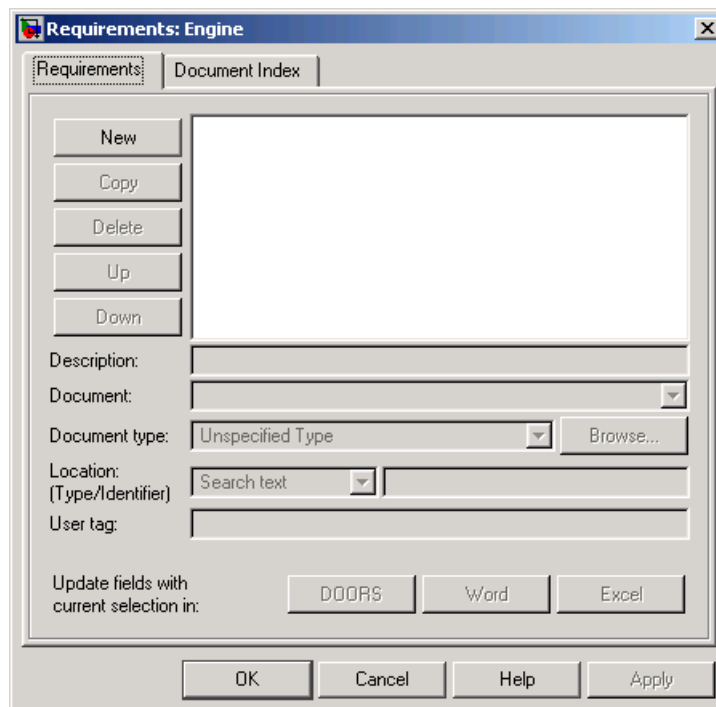 Requirements: Engine
Requirements Document Index
New
Copy
Delete
Up
Down
Description:
Document:
Document type: Unspecified Type Browse...
Location:
(Type/Identifier) Search text
User tag:
Update fields with
current selection in: DOORS Word Excel
OK Cancel Help Apply